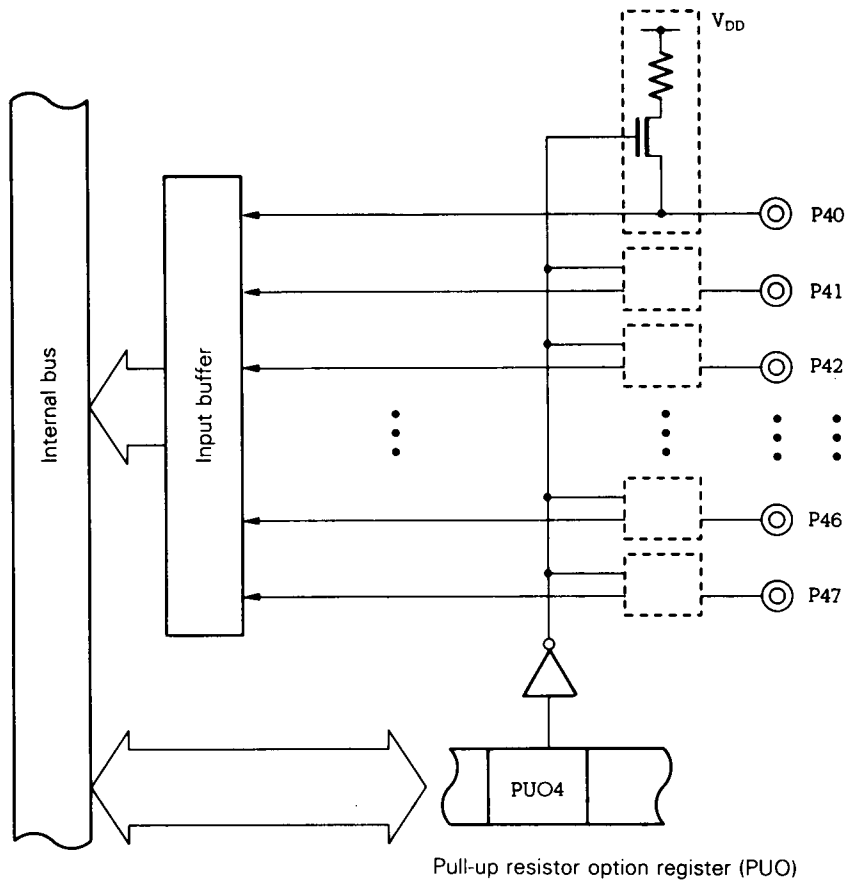 VDD
P40
P41
P42
P46
P47
Internal bus
Input buffer
PUO4
Pull-up resistor option register (PUO)